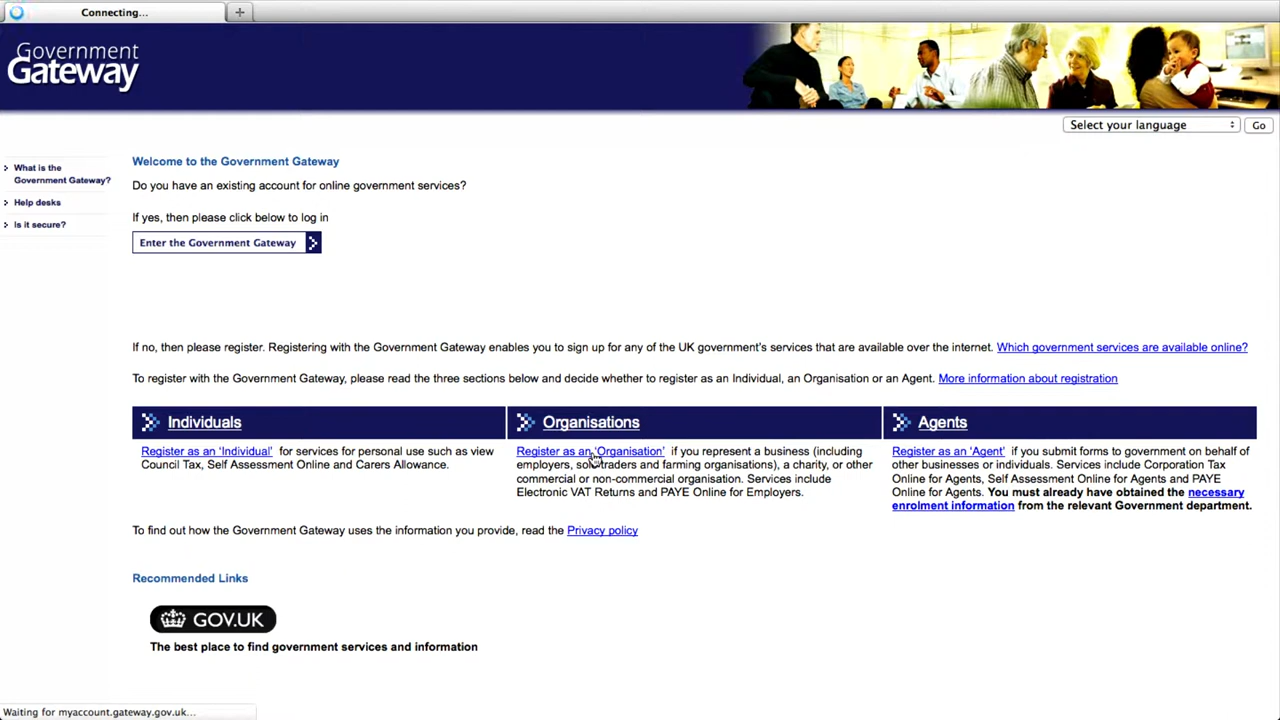 Connecting...
Government
Gateway
Select your language
Go
What is the
Government Gateway?
Help desks
Is it secure?
Welcome to the Government Gateway
Do you have an existing account for online government services?
If yes, then please click below to log in
Enter the Government Gateway
If no, then please register. Registering with the Government Gateway enables you to sign up for any of the UK government's services that are available over the internet. Which government services are available online?
To register with the Government Gateway, please read the three sections below and decide whether to register as an Individual, an Organisation or an Agent. More information about registration
Individuals
Register as an 'Individual' for services for personal use such as view
Council Tax, Self Assessment Online and Carers Allowance.
Organisations
Register as an 'Organisation' if you represent a business (including
employers, sole traders and farming organisations), a charity, or other
commercial or non-commercial organisation. Services include
Electronic VAT Returns and PAYE Online for Employers.
Agents
Register as an 'Agent' if you submit forms to government on behalf of
other businesses or individuals. Services include Corporation Tax
Online for Agents, Self Assessment Online for Agents and PAYE
Online for Agents. You must already have obtained the necessary
enrolment information from the relevant Government department.
To find out how the Government Gateway uses the information you provide, read the Privacy policy
Recommended Links
GOV.UK
The best place to find government services and information
Waiting for myaccount.gateway.gov.uk...